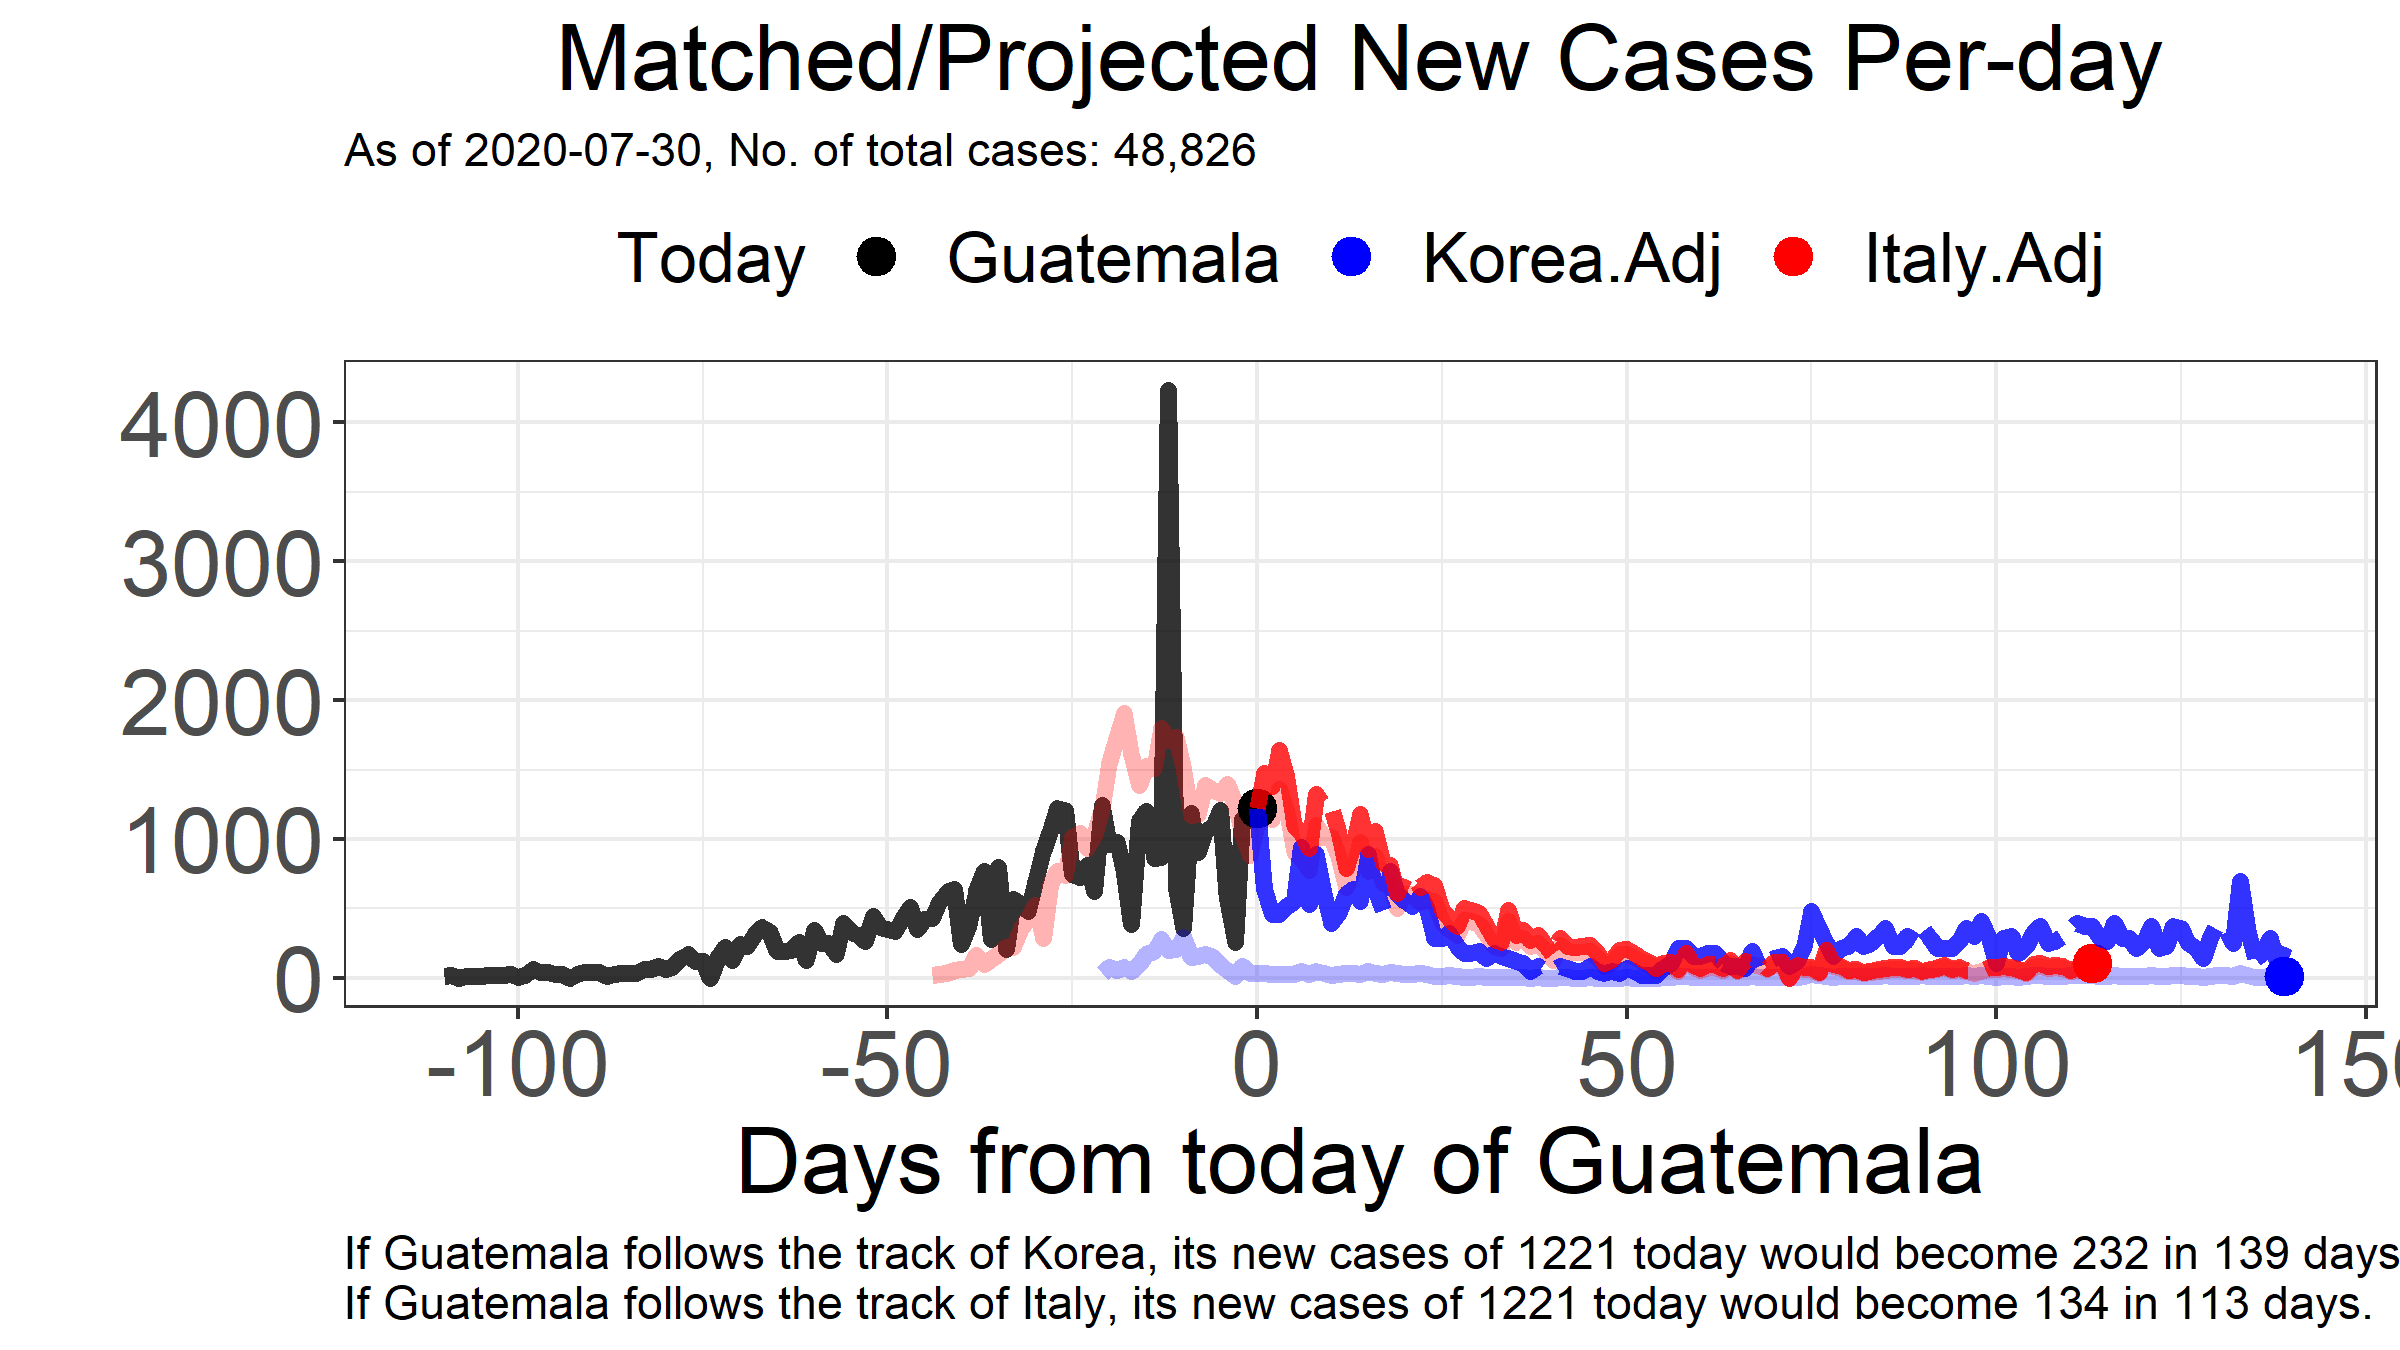 Matched/Projected New Cases Per-day
As of 2020-07-30, No. of total cases: 48,826
Today Guatemala Korea.Adj Italy.Adj
4000
3000
2000
1000
0
-100 -50 0 50 100 150
Days from today of Guatemala
If Guatemala follows the track of Korea, its new cases of 1221 today would become 232 in 139 days
If Guatemala follows the track of Italy, its new cases of 1221 today would become 134 in 113 days.